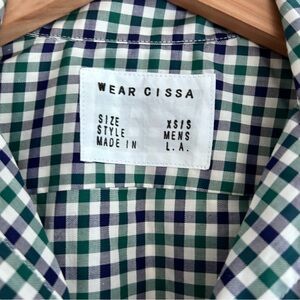 WEAR CISSA
SIZE XS/S
STYLE MENS
MADE IN L.A.